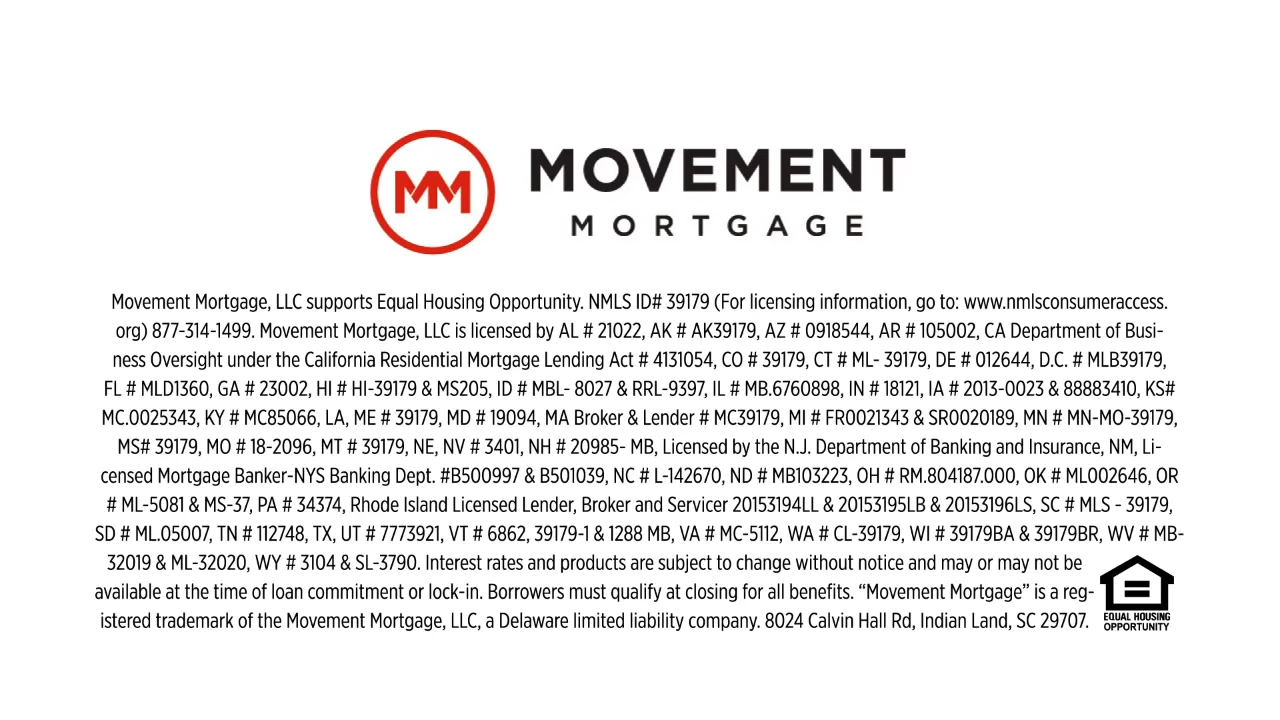 MM
MOVEMENT
MORTGAGE
Movement Mortgage, LLC supports Equal Housing Opportunity. NMLS ID# 39179 (For licensing information, go to: www.nmlsconsumeraccess.
org) 877-314-1499. Movement Mortgage, LLC is licensed by AL # 21022, AK # AK39179, AZ # 0918544, AR # 105002, CA Department of Busi-
ness Oversight under the California Residential Mortgage Lending Act # 4131054, CO # 39179, CT # ML- 39179, DE # 012644, D.C. # MLB39179,
FL # MLD1360, GA # 23002, HI # HI-39179 & MS205, ID # MBL- 8027 & RRL-9397, IL # MB.6760898, IN # 18121, IA # 2013-0023 & 88883410, KS#
MC.0025343, KY # MC85066, LA, ME # 39179, MD # 19094, MA Broker & Lender # MC39179, MI # FR0021343 & SR0020189, MN # MN-MO-39179,
MS# 39179, MO # 18-2096, MT # 39179, NE, NV # 3401, NH # 20985- MB, Licensed by the N.J. Department of Banking and Insurance, NM, Li-
censed Mortgage Banker-NYS Banking Dept. #B500997 & B501039, NC # L-142670, ND # MB103223, OH # RM.804187.000, OK # ML002646, OR
# ML-5081 & MS-37, PA # 34374, Rhode Island Licensed Lender, Broker and Servicer 20153194LL & 20153195LB & 20153196LS, SC # MLS - 39179,
SD # ML.05007, TN # 112748, TX, UT # 7773921, VT # 6862, 39179-1 & 1288 MB, VA # MC-5112, WA # CL-39179, WI # 39179BA & 39179BR, WV # MB-
32019 & ML-32020, WY # 3104 & SL-3790. Interest rates and products are subject to change without notice and may or may not be
available at the time of loan commitment or lock-in. Borrowers must qualify at closing for all benefits. “Movement Mortgage” is a reg-
istered trademark of the Movement Mortgage, LLC, a Delaware limited liability company. 8024 Calvin Hall Rd, Indian Land, SC 29707.
EQUAL HOUSING
OPPORTUNITY